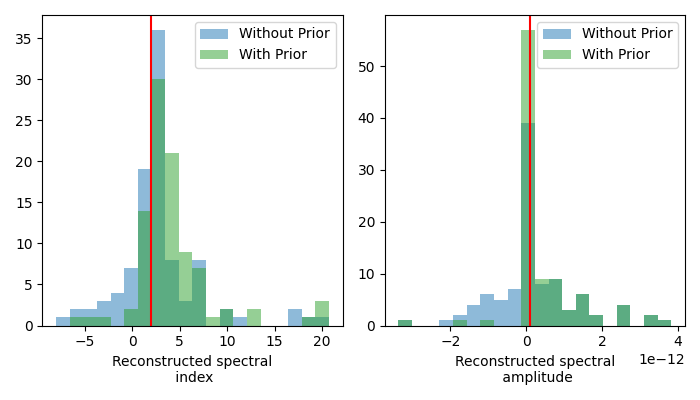 Without Prior
With Prior
35
30
25
20
15
10
5
0
−5
0
5
10
15
20
Reconstructed spectral
index
Without Prior
With Prior
50
40
30
20
10
0
−2
0
2
4
1e−12
Reconstructed spectral
amplitude